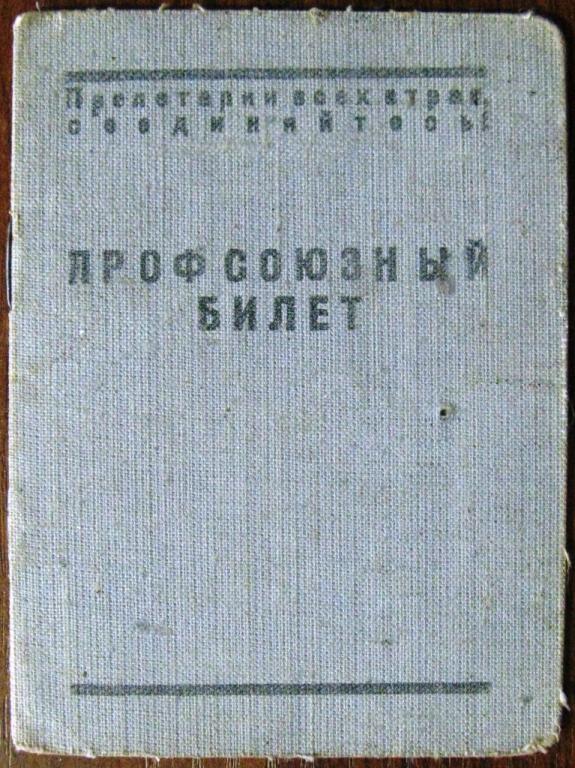 Пролетарии всех стран,
соединяйтесь!
ПРОФСОЮЗНЫЙ
БИЛЕТ